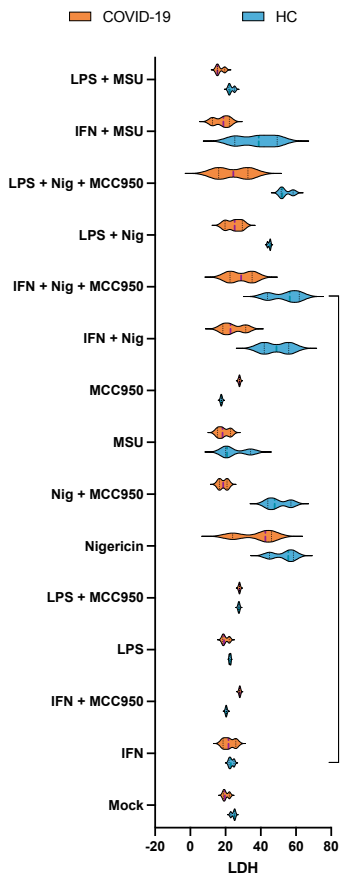 COVID-19 HC
LPS + MSU
IFN + MSU
LPS + Nig + MCC950
LPS + Nig
IFN + Nig + MCC950
IFN + Nig
MCC950
MSU
Nig + MCC950
Nigericin
LPS + MCC950
LPS
IFN + MCC950
IFN
Mock
-20 0 20 40 60 80
LDH